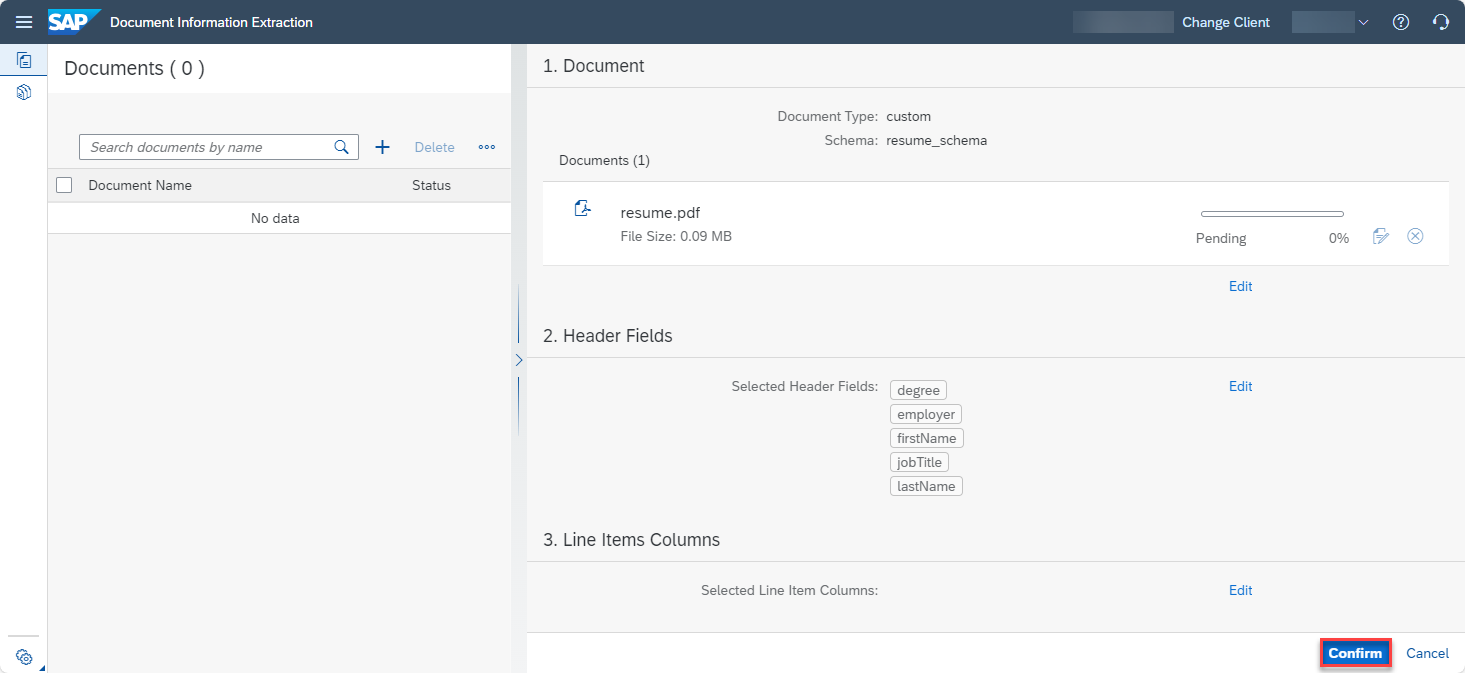 SAP Document Information Extraction
Change Client
Documents ( 0 )
Search documents by name
Delete
Document Name Status
No data
1. Document
Document Type: custom
Schema: resume_schema
Documents (1)
resume.pdf
File Size: 0.09 MB
Pending 0%
Edit
2. Header Fields
Selected Header Fields: degree Edit
employer
firstName
jobTitle
lastName
3. Line Items Columns
Selected Line Item Columns: Edit
Confirm Cancel